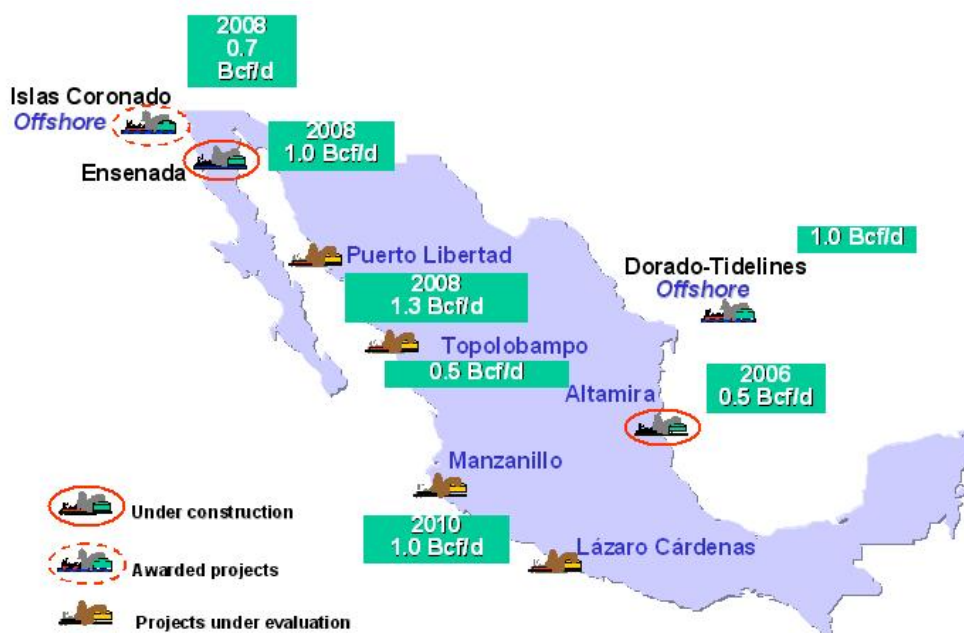 2008
0.7
Bcf/d
Islas Coronado
Offshore
2008
1.0 Bcf/d
Ensenada
1.0 Bcf/d
Puerto Libertad
Dorado-Tidelines
Offshore
2008
1.3 Bcf/d
Topolobampo
0.5 Bcf/d
2006
0.5 Bcf/d
Altamira
Manzanillo
2010
1.0 Bcf/d
Lázaro Cárdenas
Under construction
Awarded projects
Projects under evaluation